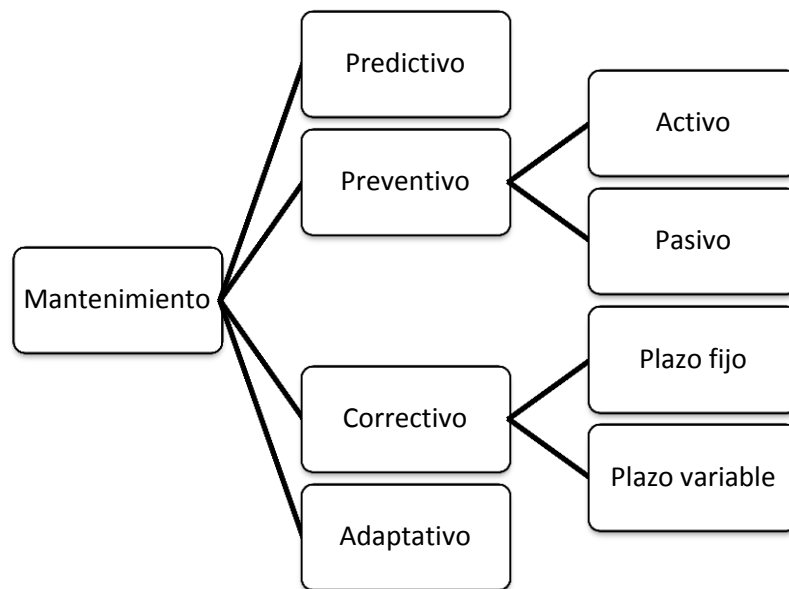 Predictivo
Activo
Preventivo
Pasivo
Mantenimiento
Plazo fijo
Correctivo
Plazo variable
Adaptativo